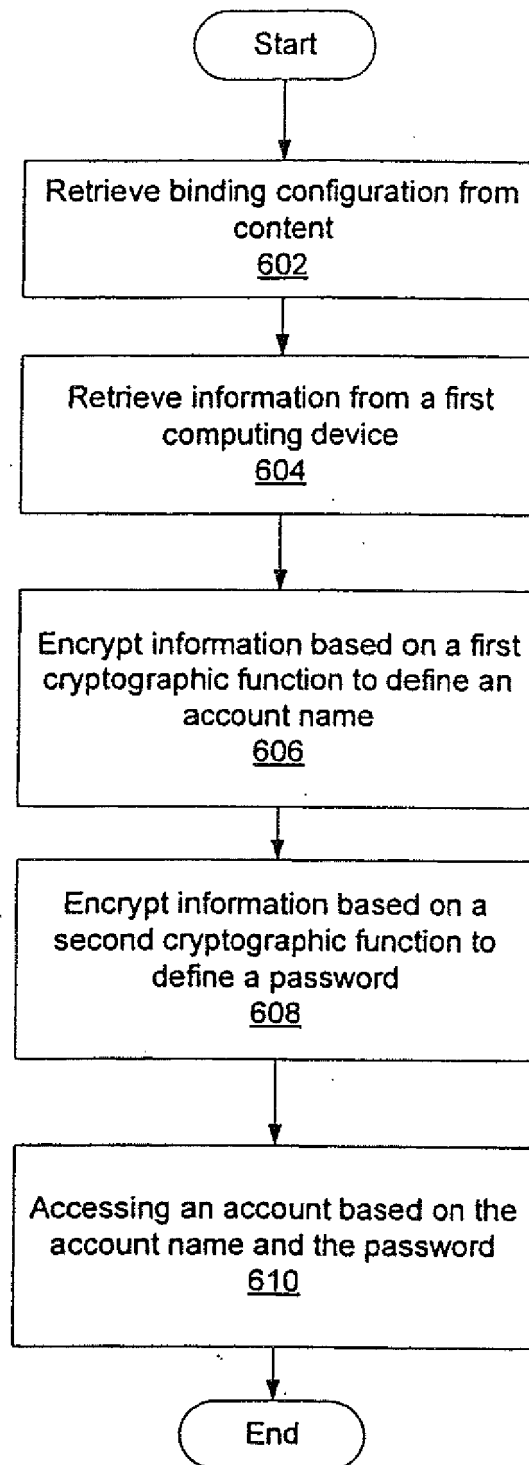 Start
Retrieve binding configuration from
content
602
Retrieve information from a first
computing device
604
Encrypt information based on a first
cryptographic function to define an
account name
606
Encrypt information based on a
second cryptographic function to
define a password
608
Accessing an account based on the
account name and the password
610
End